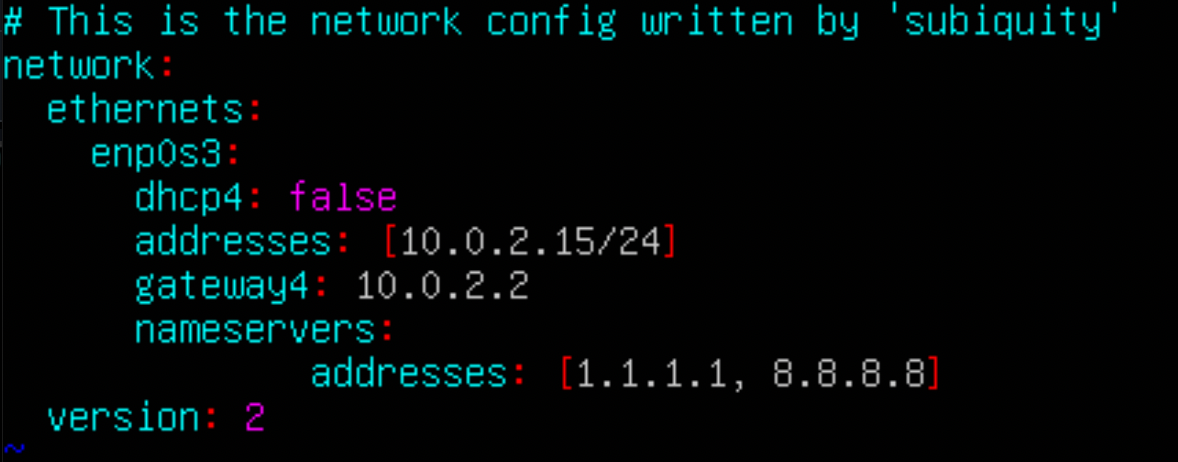 # This is the network config written by 'subiquity'
network:
  ethernets:
    enp0s3:
      dhcp4: false
      addresses: [10.0.2.15/24]
      gateway4: 10.0.2.2
      nameservers:
              addresses: [1.1.1.1, 8.8.8.8]
  version: 2
~